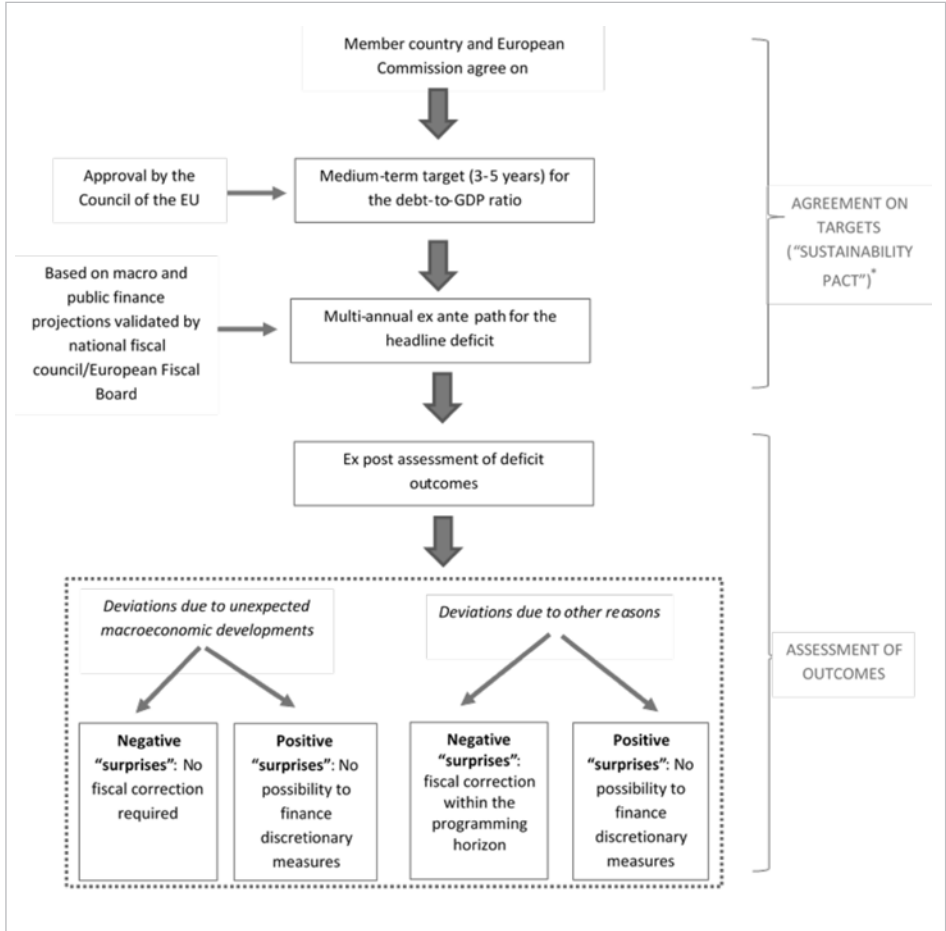 Member country and European
Commission agree on
Approval by the
Council of the EU
Medium-term target (3-5 years) for
the debt-to-GDP ratio
AGREEMENT ON
TARGETS
("SUSTAINABILITY
PACT")*
Based on macro and
public finance
projections validated by
national fiscal
council/European Fiscal
Board
Multi-annual ex ante path for the
headline deficit
Ex post assessment of deficit
outcomes
Deviations due to unexpected
macroeconomic developments
Deviations due to other reasons
ASSESSMENT OF
OUTCOMES
Negative
“surprises”: No
fiscal correction
required
Positive
“surprises”: No
possibility to
finance
discretionary
measures
Negative
“surprises”:
fiscal correction
within the
programming
horizon
Positive
“surprises”: No
possibility to
finance
discretionary
measures